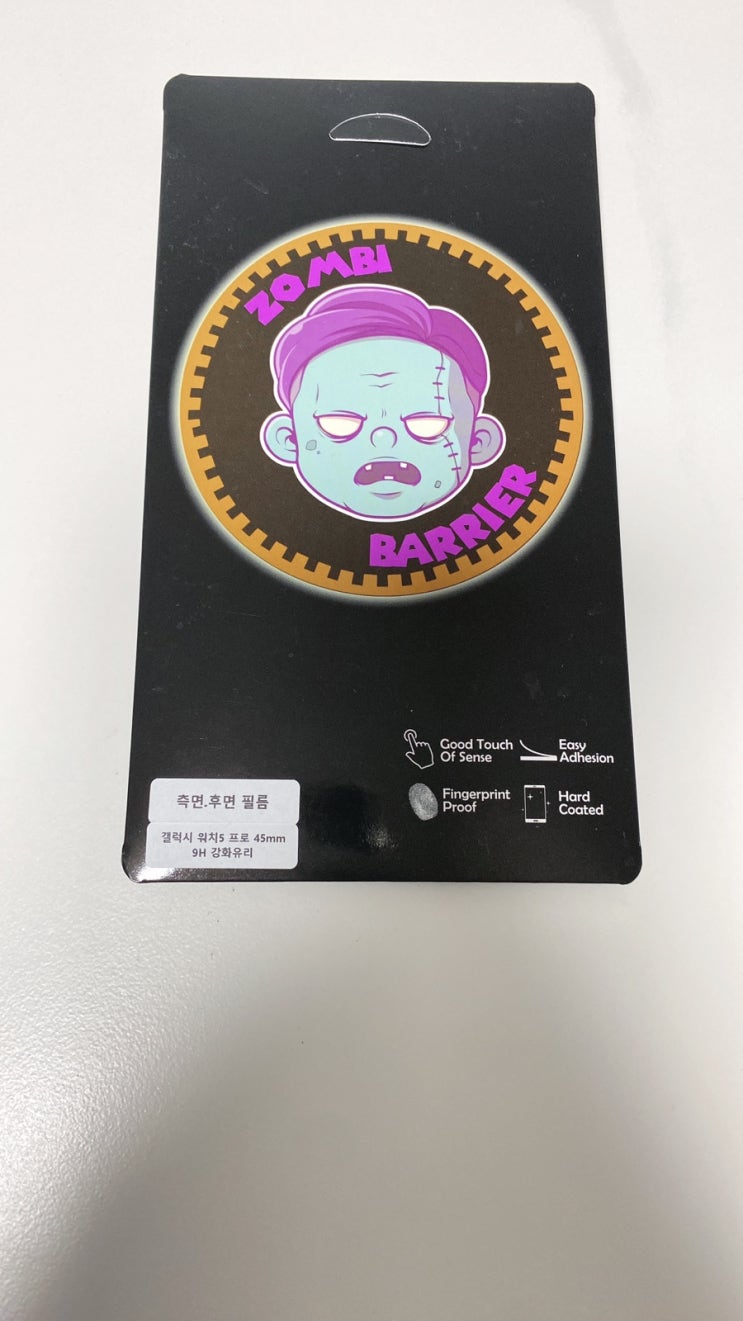 ZOMBI
BARRIER
Good Touch
Of Sense
Easy
Adhesion
Fingerprint
Proof
Hard
Coated
측면.후면 필름
갤럭시 워치5 프로 45mm
9H 강화유리